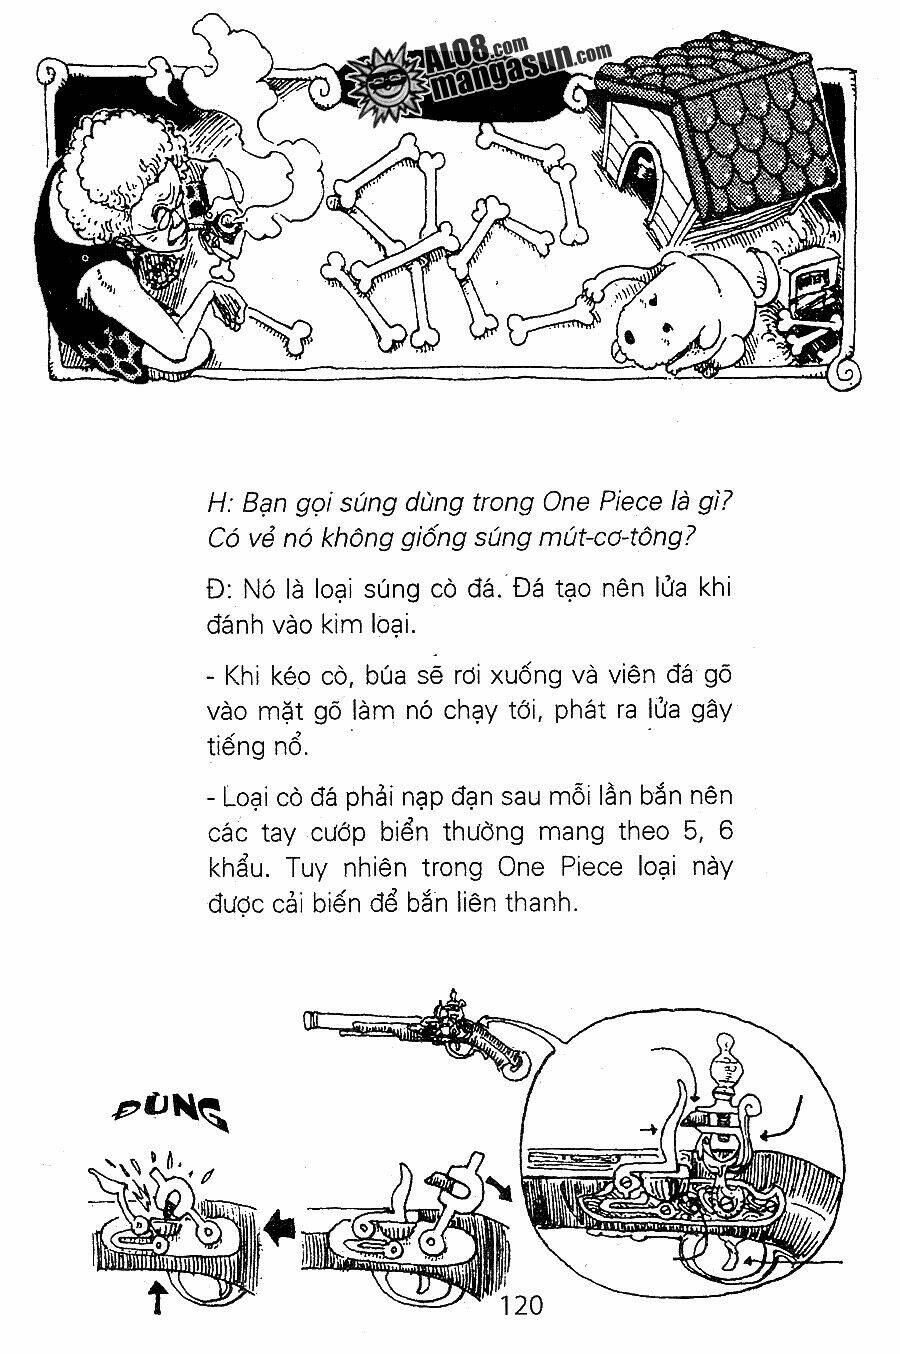 ALO8.com
mangasun.com
H: Bạn gọi súng dùng trong One Piece là gì?
Có vẻ nó không giống súng mút-cơ-tông?
Đ: Nó là loại súng cò đá. Đá tạo nên lửa khi
đánh vào kim loại.
- Khi kéo cò, búa sẽ rơi xuống và viên đá gõ
vào mặt gõ làm nó chạy tới, phát ra lửa gây
tiếng nổ.
- Loại cò đá phải nạp đạn sau mỗi lần bắn nên
các tay cướp biển thường mang theo 5, 6
khẩu. Tuy nhiên trong One Piece loại này
được cải biến để bắn liên thanh.
ĐÙNG
120